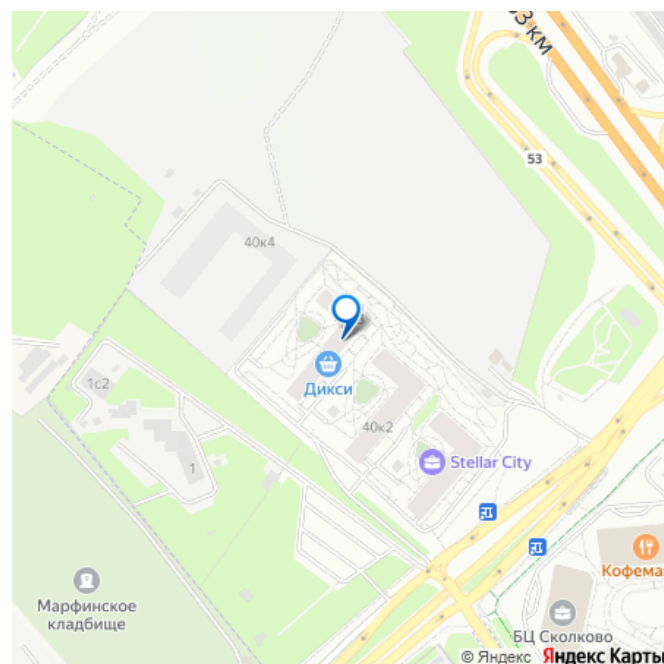 53 км
53
40к4
Дикси
1с2
40к2
1
Stellar City
Марфинское
кладбище
Кофема
БЦ Сколково
© Яндекс Яндекс Карты